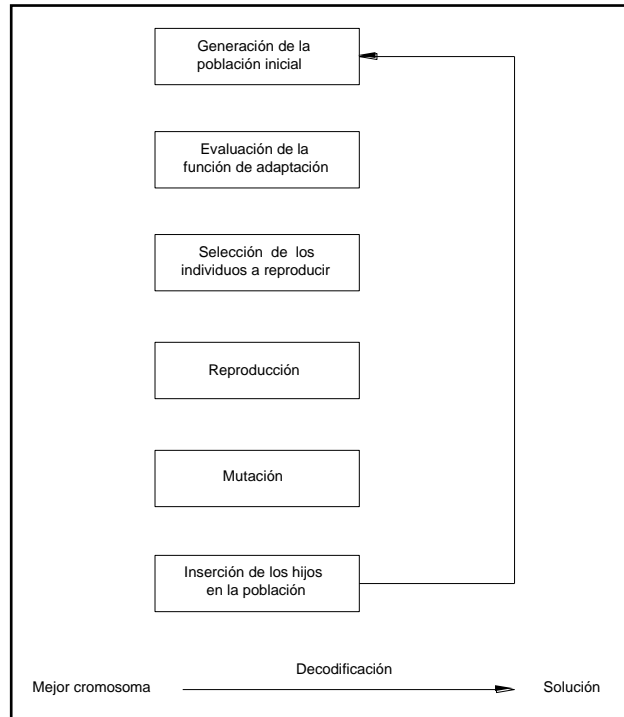 Generación de la
población inicial
Evaluación de la
función de adaptación
Selección de los
individuos a reproducir
Reproducción
Mutación
Inserción de los hijos
en la población
Decodificación
Mejor cromosoma
Solución